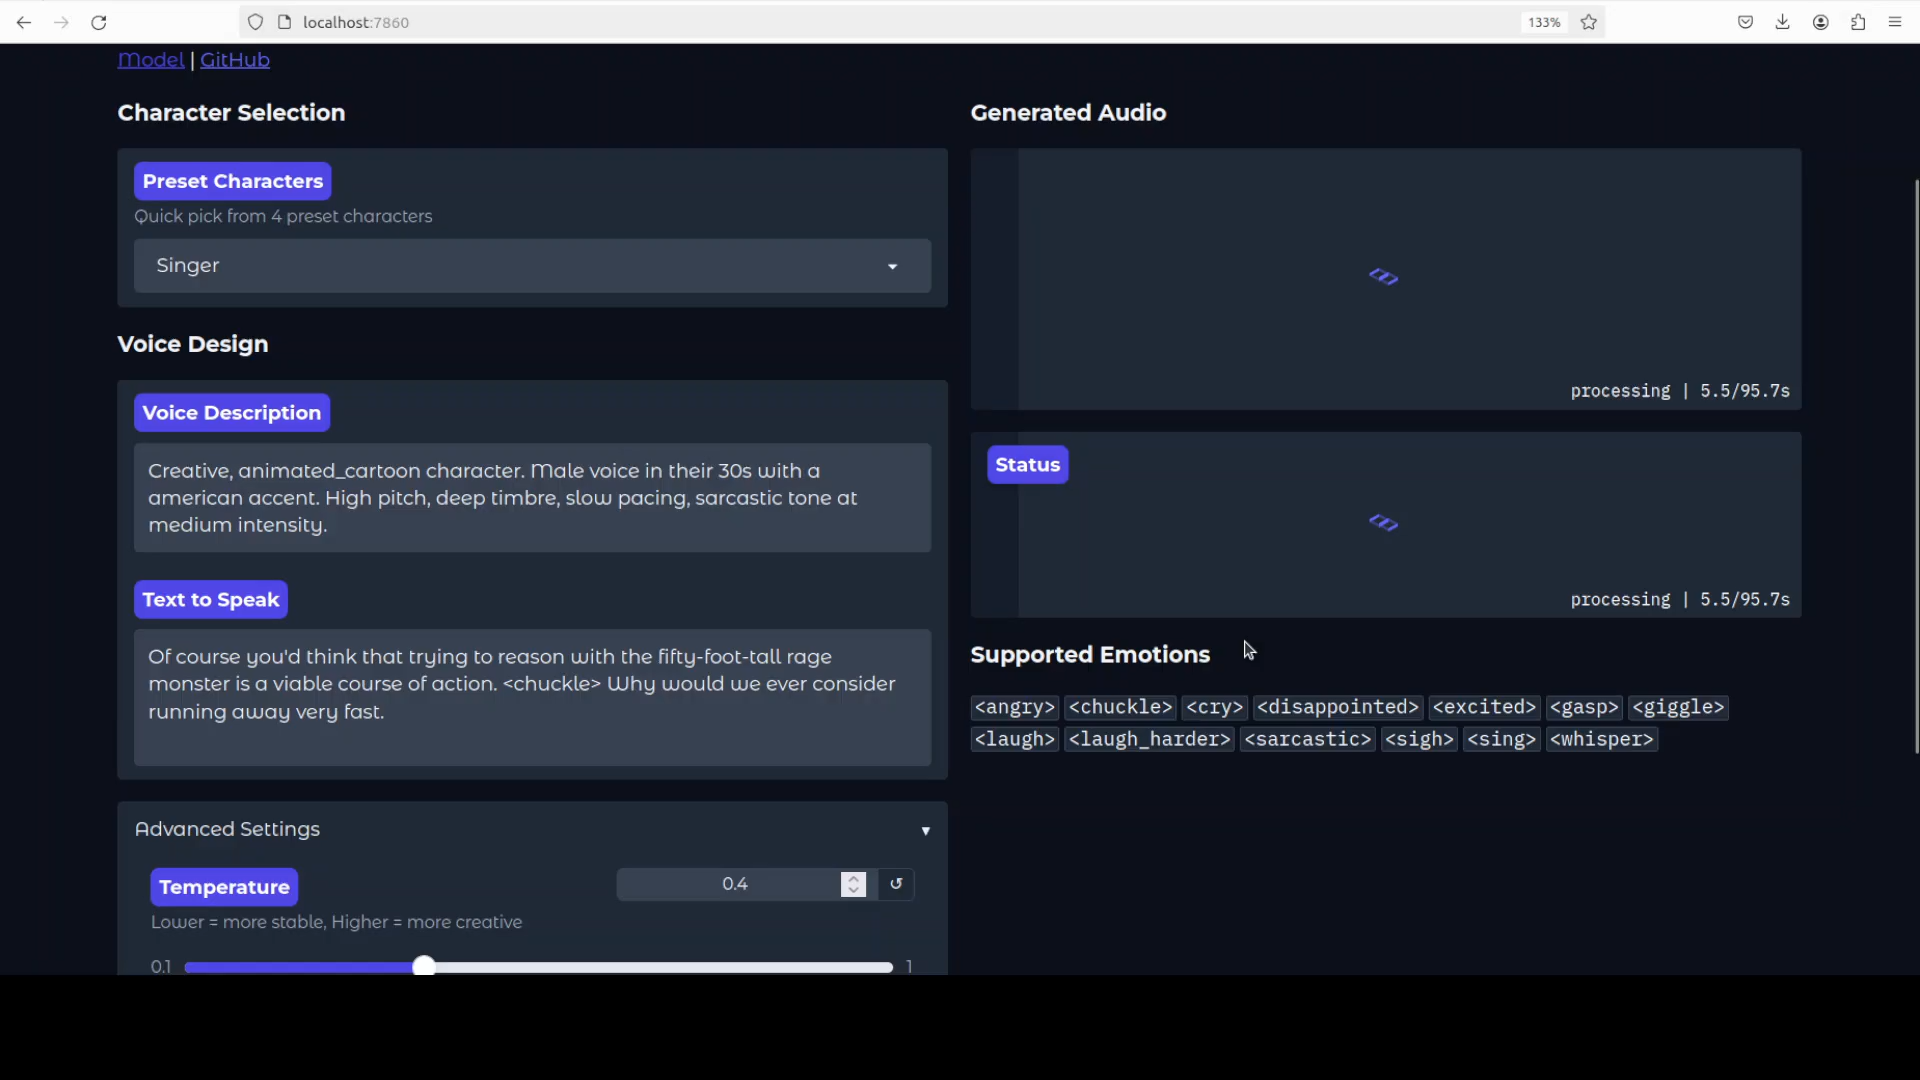 localhost:7860
133%
Model | GitHub
Character Selection
Preset Characters
Quick pick from 4 preset characters
Singer
Voice Design
Voice Description
Creative, animated_cartoon character. Male voice in their 30s with a
american accent. High pitch, deep timbre, slow pacing, sarcastic tone at
medium intensity.
Text to Speak
Of course you'd think that trying to reason with the fifty-foot-tall rage
monster is a viable course of action. <chuckle> Why would we ever consider
running away very fast.
Advanced Settings
Temperature
0.4
Lower = more stable, Higher = more creative
0.1
1
Generated Audio
processing | 5.5/95.7s
Status
processing | 5.5/95.7s
Supported Emotions
<angry> <chuckle> <cry> <disappointed> <excited> <gasp> <giggle>
<laugh> <laugh_harder> <sarcastic> <sigh> <sing> <whisper>